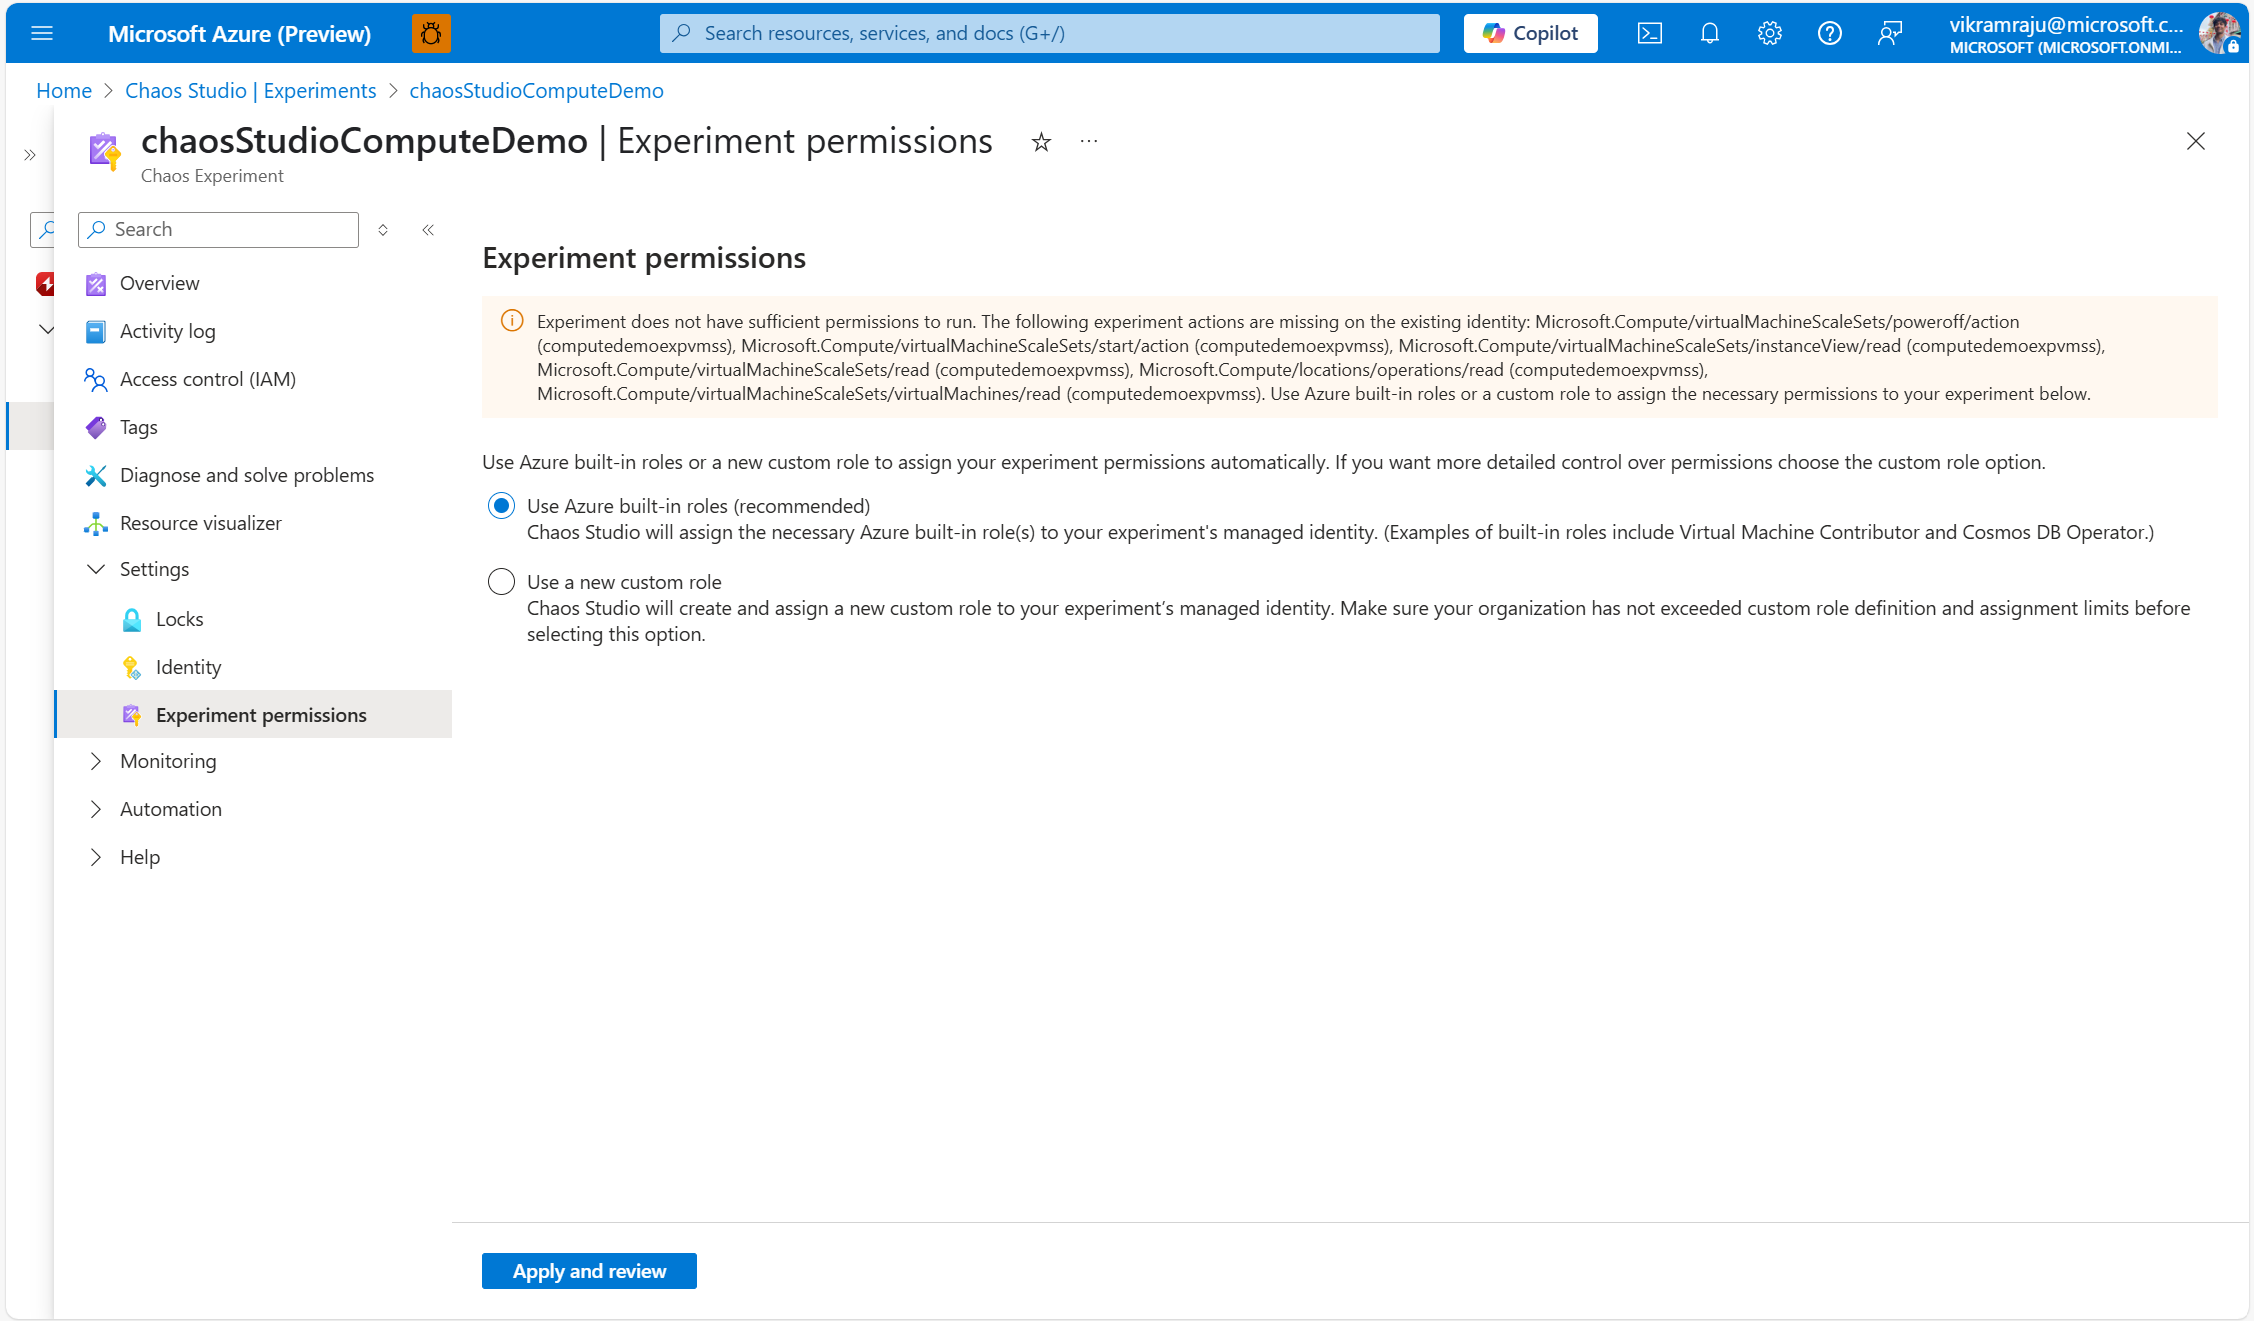 Microsoft Azure (Preview)
Search resources, services, and docs (G+/)
Copilot
vikramraju@microsoft.c...
MICROSOFT (MICROSOFT.ONMI...
Home > Chaos Studio | Experiments > chaosStudioComputeDemo
chaosStudioComputeDemo | Experiment permissions
Chaos Experiment
Search
Overview
Activity log
Access control (IAM)
Tags
Diagnose and solve problems
Resource visualizer
Settings
Locks
Identity
Experiment permissions
Monitoring
Automation
Help
Experiment permissions
Experiment does not have sufficient permissions to run. The following experiment actions are missing on the existing identity: Microsoft.Compute/virtualMachineScaleSets/poweroff/action
(computedemoexpvmss), Microsoft.Compute/virtualMachineScaleSets/start/action (computedemoexpvmss), Microsoft.Compute/virtualMachineScaleSets/instanceView/read (computedemoexpvmss),
Microsoft.Compute/virtualMachineScaleSets/read (computedemoexpvmss), Microsoft.Compute/locations/operations/read (computedemoexpvmss),
Microsoft.Compute/virtualMachineScaleSets/virtualMachines/read (computedemoexpvmss). Use Azure built-in roles or a custom role to assign the necessary permissions to your experiment below.
Use Azure built-in roles or a new custom role to assign your experiment permissions automatically. If you want more detailed control over permissions choose the custom role option.
Use Azure built-in roles (recommended)
Chaos Studio will assign the necessary Azure built-in role(s) to your experiment's managed identity. (Examples of built-in roles include Virtual Machine Contributor and Cosmos DB Operator.)
Use a new custom role
Chaos Studio will create and assign a new custom role to your experiment’s managed identity. Make sure your organization has not exceeded custom role definition and assignment limits before
selecting this option.
Apply and review